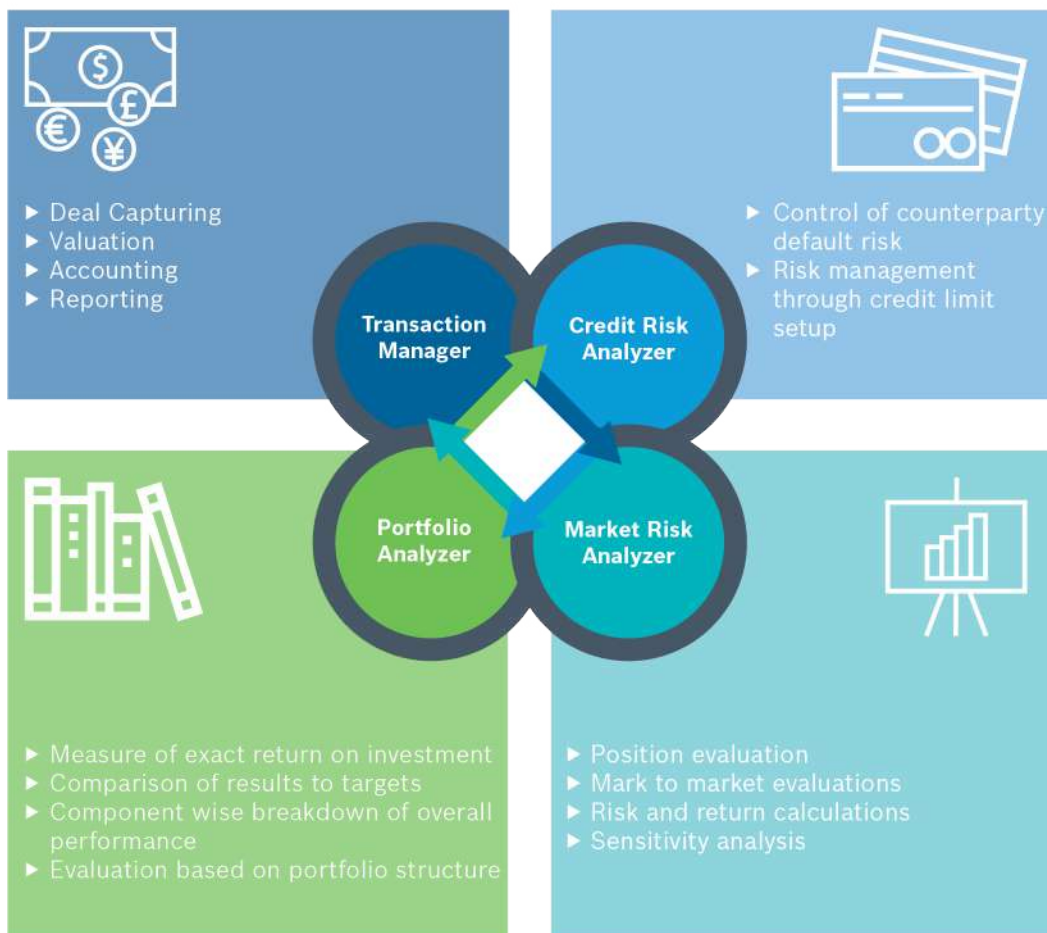 $
£
€
¥
▶ Deal Capturing
▶ Valuation
▶ Accounting
▶ Reporting
▶ Control of counterparty
default risk
▶ Risk management
through credit limit
setup
Transaction
Manager
Credit Risk
Analyzer
Portfolio
Analyzer
Market Risk
Analyzer
▶ Measure of exact return on investment
▶ Comparison of results to targets
▶ Component wise breakdown of overall
performance
▶ Evaluation based on portfolio structure
▶ Position evaluation
▶ Mark to market evaluations
▶ Risk and return calculations
▶ Sensitivity analysis